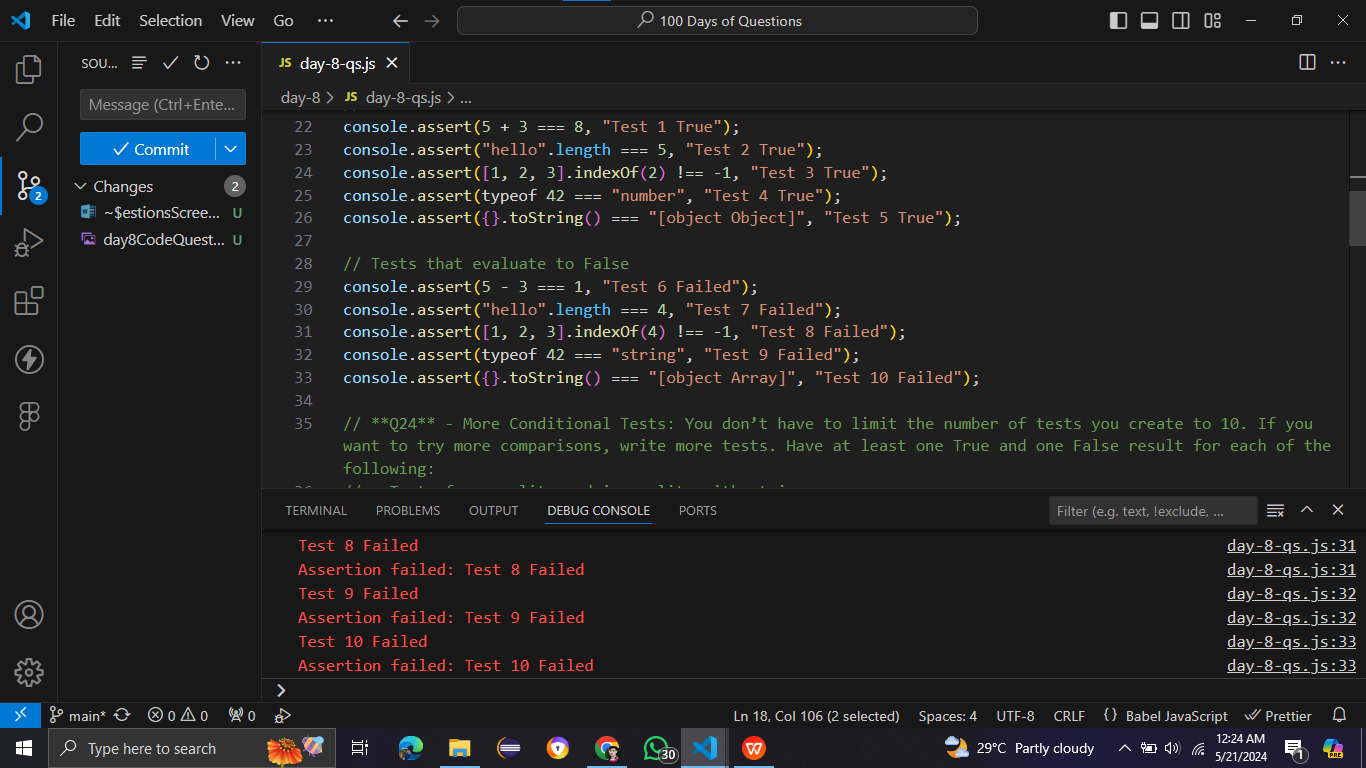 File Edit Selection View Go ···
100 Days of Questions
SOU...
JS day-8-qs.js
day-8 > JS day-8-qs.js > ...
Message (Ctrl+Ente...
Commit
Changes 2
~$estionsScree... U
day8CodeQuest... U
2
22 console.assert(5 + 3 === 8, "Test 1 True");
23 console.assert("hello".length === 5, "Test 2 True");
24 console.assert([1, 2, 3].indexOf(2) !== -1, "Test 3 True");
25 console.assert(typeof 42 === "number", "Test 4 True");
26 console.assert({}.toString() === "[object Object]", "Test 5 True");
27
28 // Tests that evaluate to False
29 console.assert(5 - 3 === 1, "Test 6 Failed");
30 console.assert("hello".length === 4, "Test 7 Failed");
31 console.assert([1, 2, 3].indexOf(4) !== -1, "Test 8 Failed");
32 console.assert(typeof 42 === "string", "Test 9 Failed");
33 console.assert({}.toString() === "[object Array]", "Test 10 Failed");
34
35 // **Q24** - More Conditional Tests: You don’t have to limit the number of tests you create to 10. If you
want to try more comparisons, write more tests. Have at least one True and one False result for each of the
following:
TERMINAL PROBLEMS OUTPUT DEBUG CONSOLE PORTS
Filter (e.g. text, !exclude, ...
Test 8 Failed day-8-qs.js:31
Assertion failed: Test 8 Failed day-8-qs.js:31
Test 9 Failed day-8-qs.js:32
Assertion failed: Test 9 Failed day-8-qs.js:32
Test 10 Failed day-8-qs.js:33
Assertion failed: Test 10 Failed day-8-qs.js:33
main* 0 0 0 Ln 18, Col 106 (2 selected) Spaces: 4 UTF-8 CRLF {} Babel JavaScript Prettier
Type here to search
30
29°C Partly cloudy
12:24 AM
5/21/2024
1
PRE